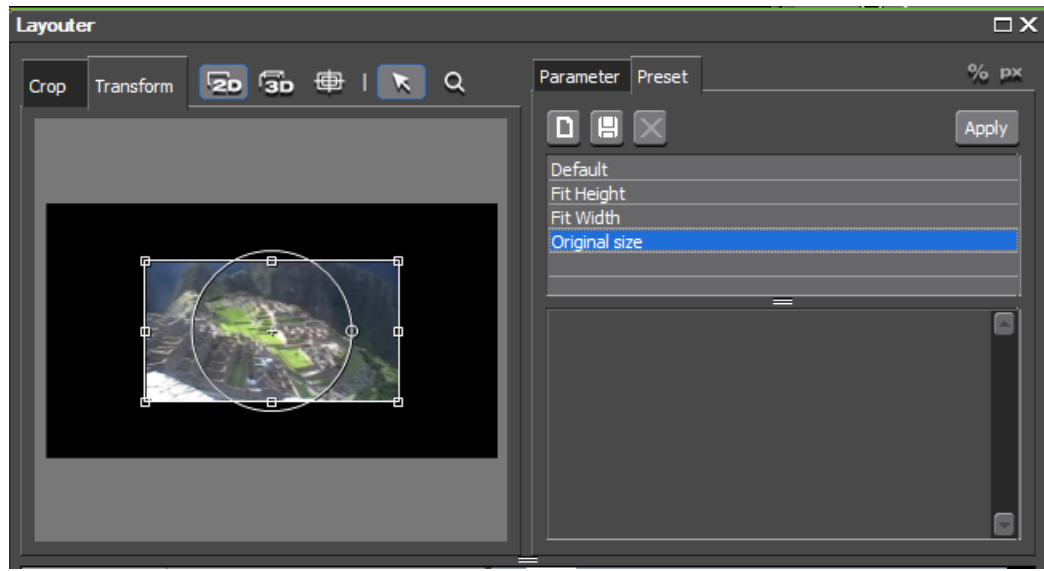 Layouter
Crop Transform 2D 3D
Parameter Preset % px
Apply
Default
Fit Height
Fit Width
Original size